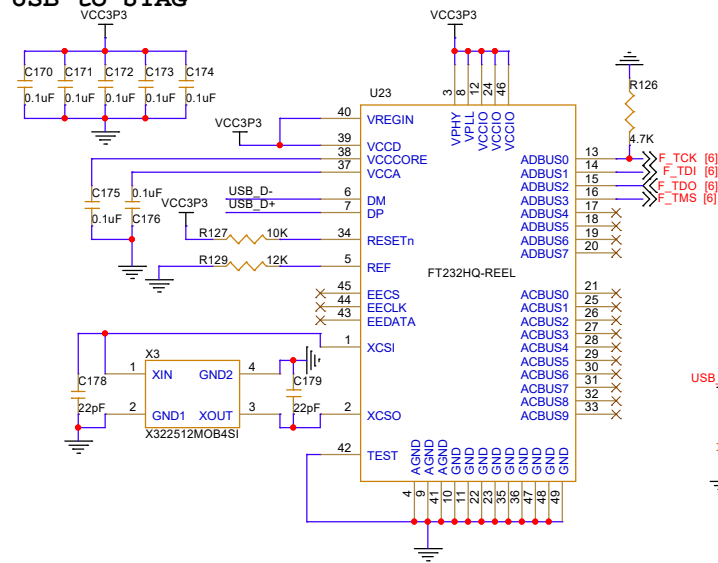 USB to JTAG
VCC3P3
VCC3P3
C170 C171 C172 C173 C174
0.1uF 0.1uF 0.1uF 0.1uF 0.1uF
U23
R126
4.7K
3 8 12 24 46
VPHY VPLL VCCIO VCCIO VCCIO
40 VREGIN
VCC3P3
39 VCCD
38 VCCCORE
37 VCCA
13 ADBUS0 F_TCK [6]
14 ADBUS1 F_TDI [6]
15 ADBUS2 F_TDO [6]
16 ADBUS3 F_TMS [6]
17 ADBUS4
18 ADBUS5
19 ADBUS6
20 ADBUS7
C175 0.1uF
0.1uF C176
VCC3P3
USB_D- 6 DM
USB_D+ 7 DP
R127 10K 34 RESETn
R129 12K 5 REF
FT232HQ-REEL
45 EECS
44 EECLK
43 EEDATA
21 ACBUS0
25 ACBUS1
26 ACBUS2
27 ACBUS3
28 ACBUS4
29 ACBUS5
30 ACBUS6
31 ACBUS7
32 ACBUS8
33 ACBUS9
1 XCSI
X3
1 XIN GND2 4
2 GND1 XOUT 3
X322512MOB4SI
C178 22pF
C179 22pF
2 XCSO
42 TEST
USB_
AGND AGND AGND GND GND GND GND GND GND GND GND GND
4 9 41 10 11 22 23 35 36 47 48 49